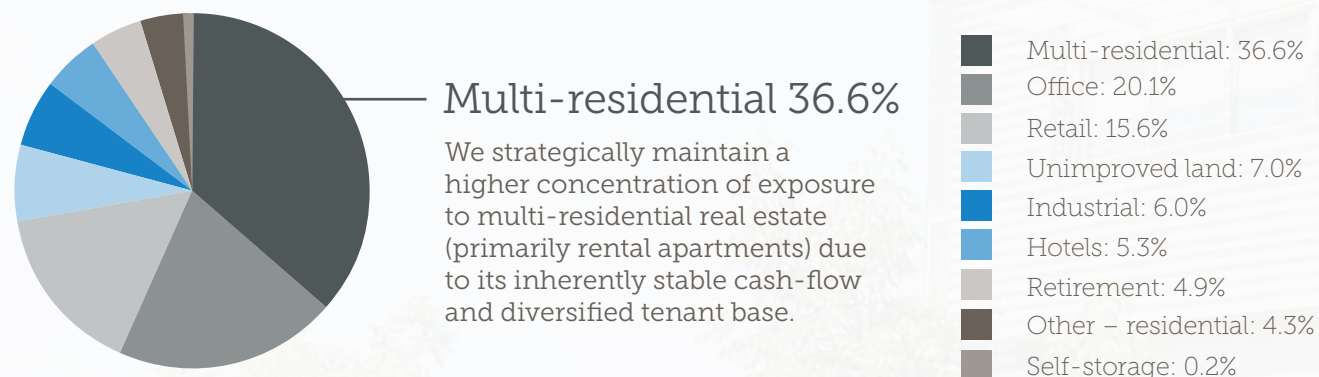 Multi-residential 36.6%
We strategically maintain a
higher concentration of exposure
to multi-residential real estate
(primarily rental apartments) due
to its inherently stable cash-flow
and diversified tenant base.
Multi-residential: 36.6%
Office: 20.1%
Retail: 15.6%
Unimproved land: 7.0%
Industrial: 6.0%
Hotels: 5.3%
Retirement: 4.9%
Other – residential: 4.3%
Self-storage: 0.2%